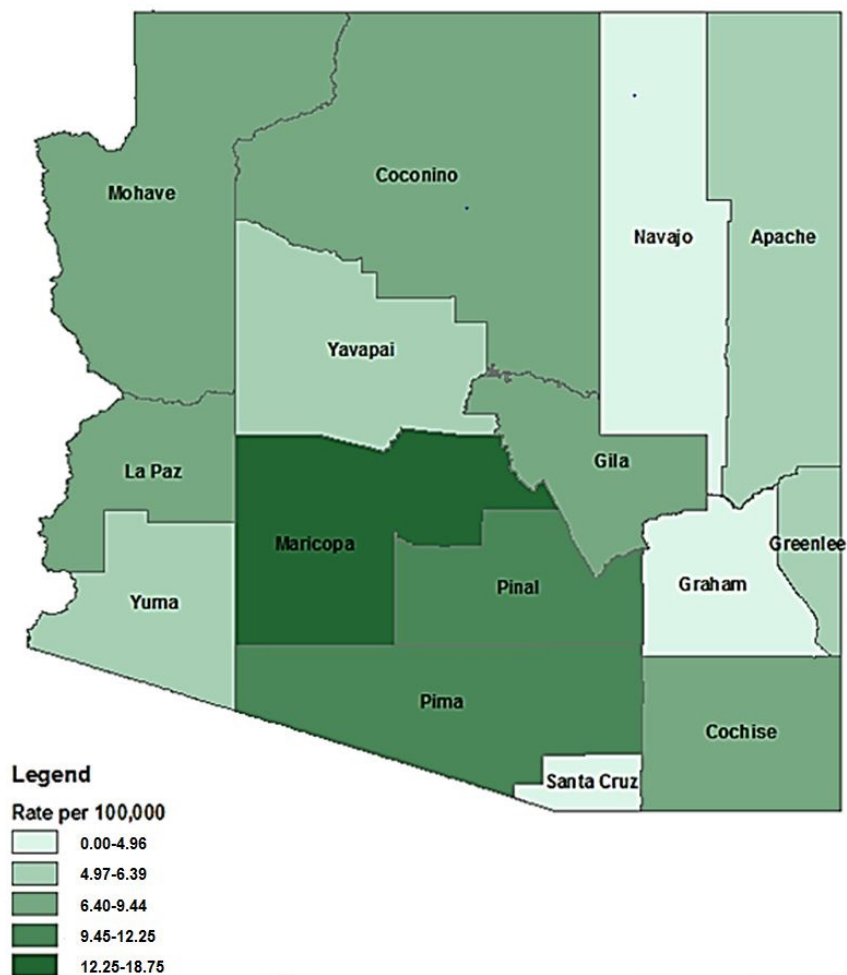 Mohave
Coconino
Navajo
Apache
Yavapai
La Paz
Gila
Maricopa
Greenlee
Pinal
Graham
Yuma
Pima
Cochise
Santa Cruz
Legend
Rate per 100,000
0.00-4.96
4.97-6.39
6.40-9.44
9.45-12.25
12.25-18.75